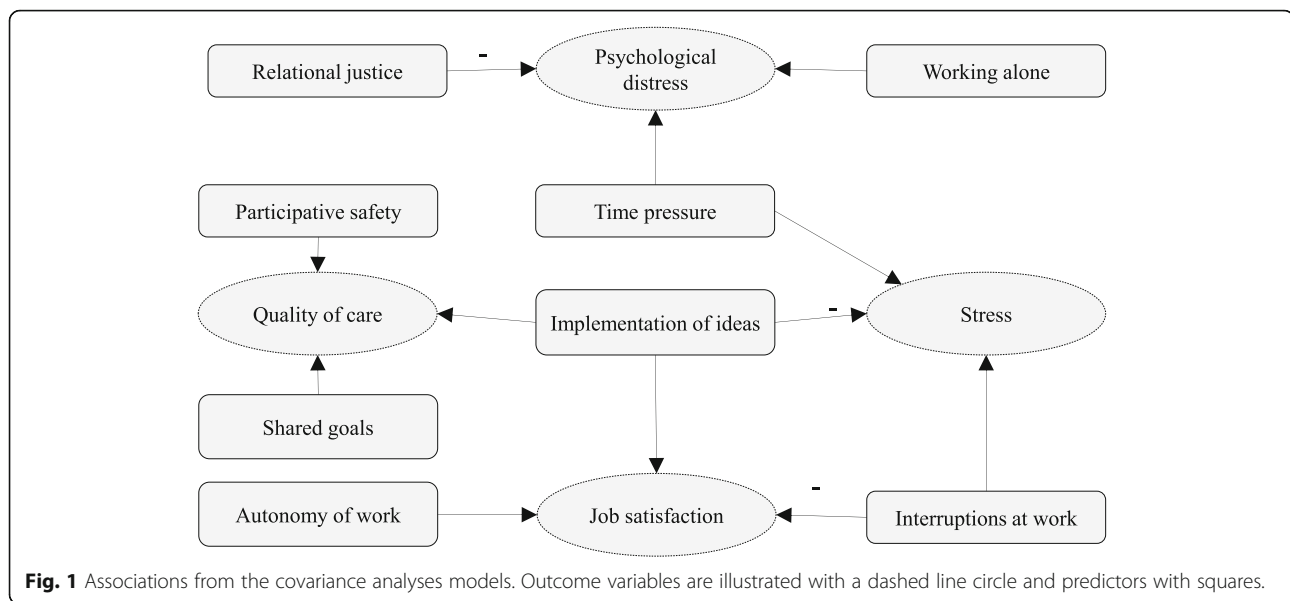 Relational justice
-
Psychological
distress
Working alone
Participative safety
Time pressure
Quality of care
Implementation of ideas
-
Stress
Shared goals
Autonomy of work
Job satisfaction
-
Interruptions at work
Fig. 1 Associations from the covariance analyses models. Outcome variables are illustrated with a dashed line circle and predictors with squares.